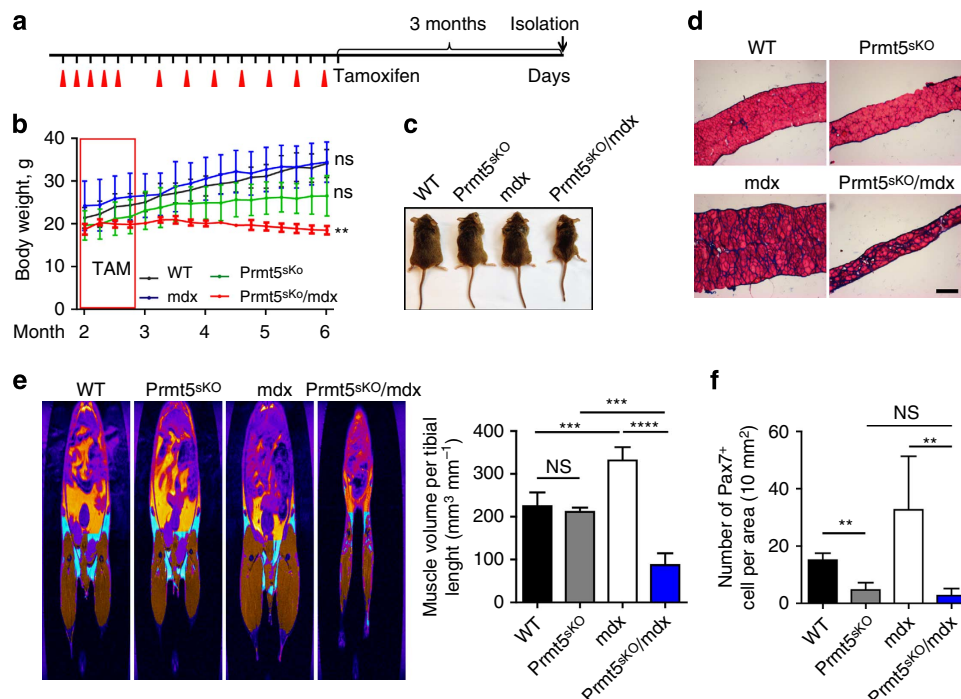 a
3 months
Isolation
Tamoxifen
Days
b
Body weight, g
40
30
20
10
0
TAM
WT
Prmt5sKo
mdx
Prmt5sKo/mdx
ns
ns
**
Month
2
3
4
5
6
c
WT
Prmt5sKO
mdx
Prmt5sKO/mdx
d
WT
Prmt5sKO
mdx
Prmt5sKO/mdx
e
WT
Prmt5sKO
mdx
Prmt5sKO/mdx
Muscle volume per tibial
lenght (mm³ mm⁻¹)
400
300
200
100
0
***
***
****
NS
WT
Prmt5sKO
mdx
Prmt5sKO/mdx
f
Number of Pax7⁺
cell per area (10 mm²)
60
40
20
0
NS
**
**
WT
Prmt5sKO
mdx
Prmt5sKO/mdx